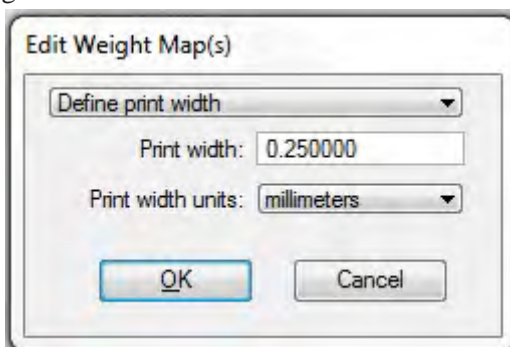 Edit Weight Map(s)
Define print width
Print width: 0.250000
Print width units: millimeters
OK Cancel